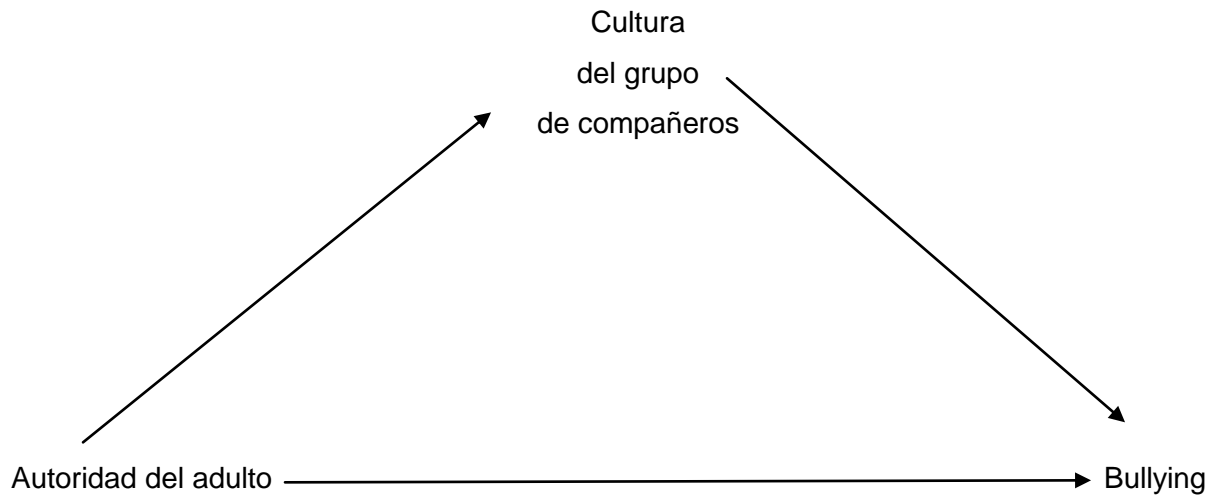 Cultura
del grupo
de compañeros
Autoridad del adulto
Bullying